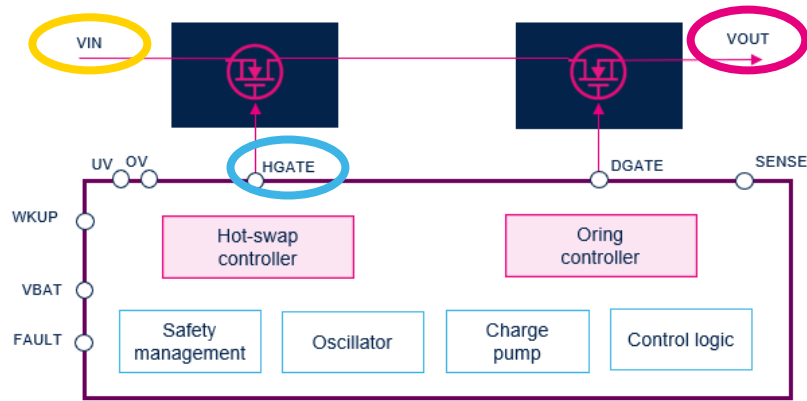 VIN
VOUT
UV
OV
HGATE
DGATE
SENSE
WKUP
Hot-swap
controller
Oring
controller
VBAT
FAULT
Safety
management
Oscillator
Charge
pump
Control logic